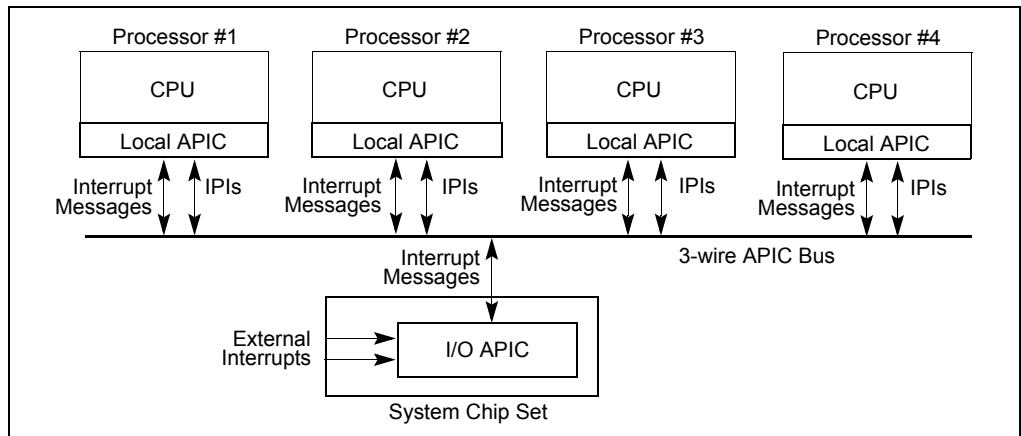 Processor #1
Processor #2
Processor #3
Processor #4
CPU
CPU
CPU
CPU
Local APIC
Local APIC
Local APIC
Local APIC
Interrupt
Messages
IPIs
Interrupt
Messages
IPIs
Interrupt
Messages
IPIs
Interrupt
Messages
IPIs
Interrupt
Messages
3-wire APIC Bus
External
Interrupts
I/O APIC
System Chip Set